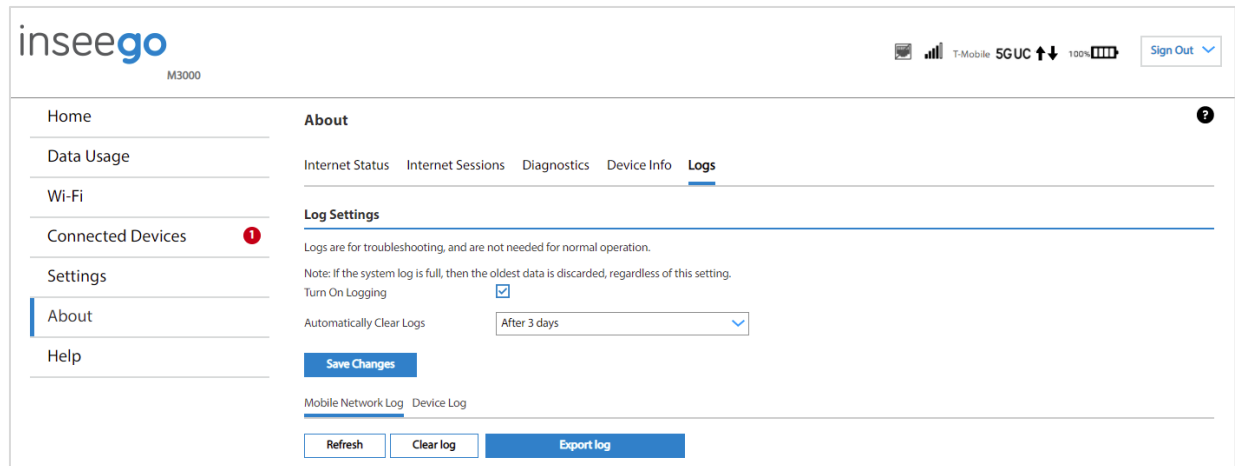 inseego
M3000
T-Mobile 5G UC 100%
Sign Out
Home
Data Usage
Wi-Fi
Connected Devices 1
Settings
About
Help
About ?
Internet Status Internet Sessions Diagnostics Device Info Logs
Log Settings
Logs are for troubleshooting, and are not needed for normal operation.
Note: If the system log is full, then the oldest data is discarded, regardless of this setting.
Turn On Logging
Automatically Clear Logs After 3 days
Save Changes
Mobile Network Log Device Log
Refresh Clear log Export log